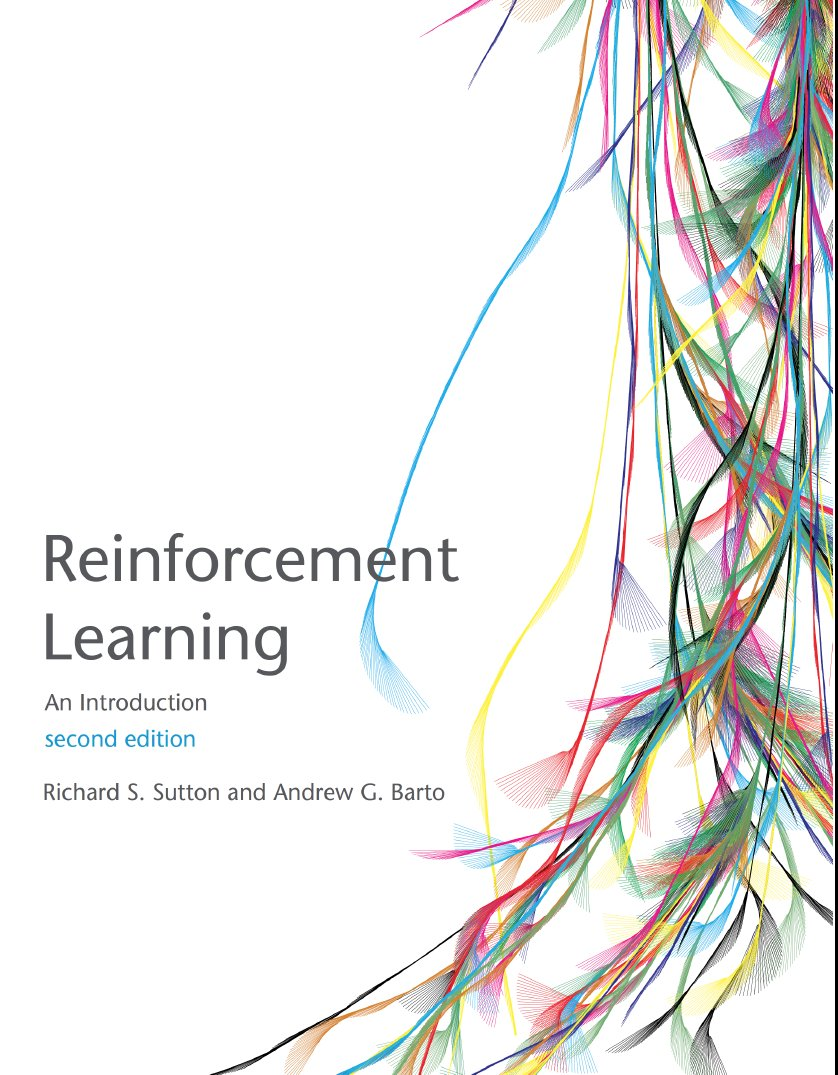 Reinforcement
Learning
An Introduction
second edition
Richard S. Sutton and Andrew G. Barto